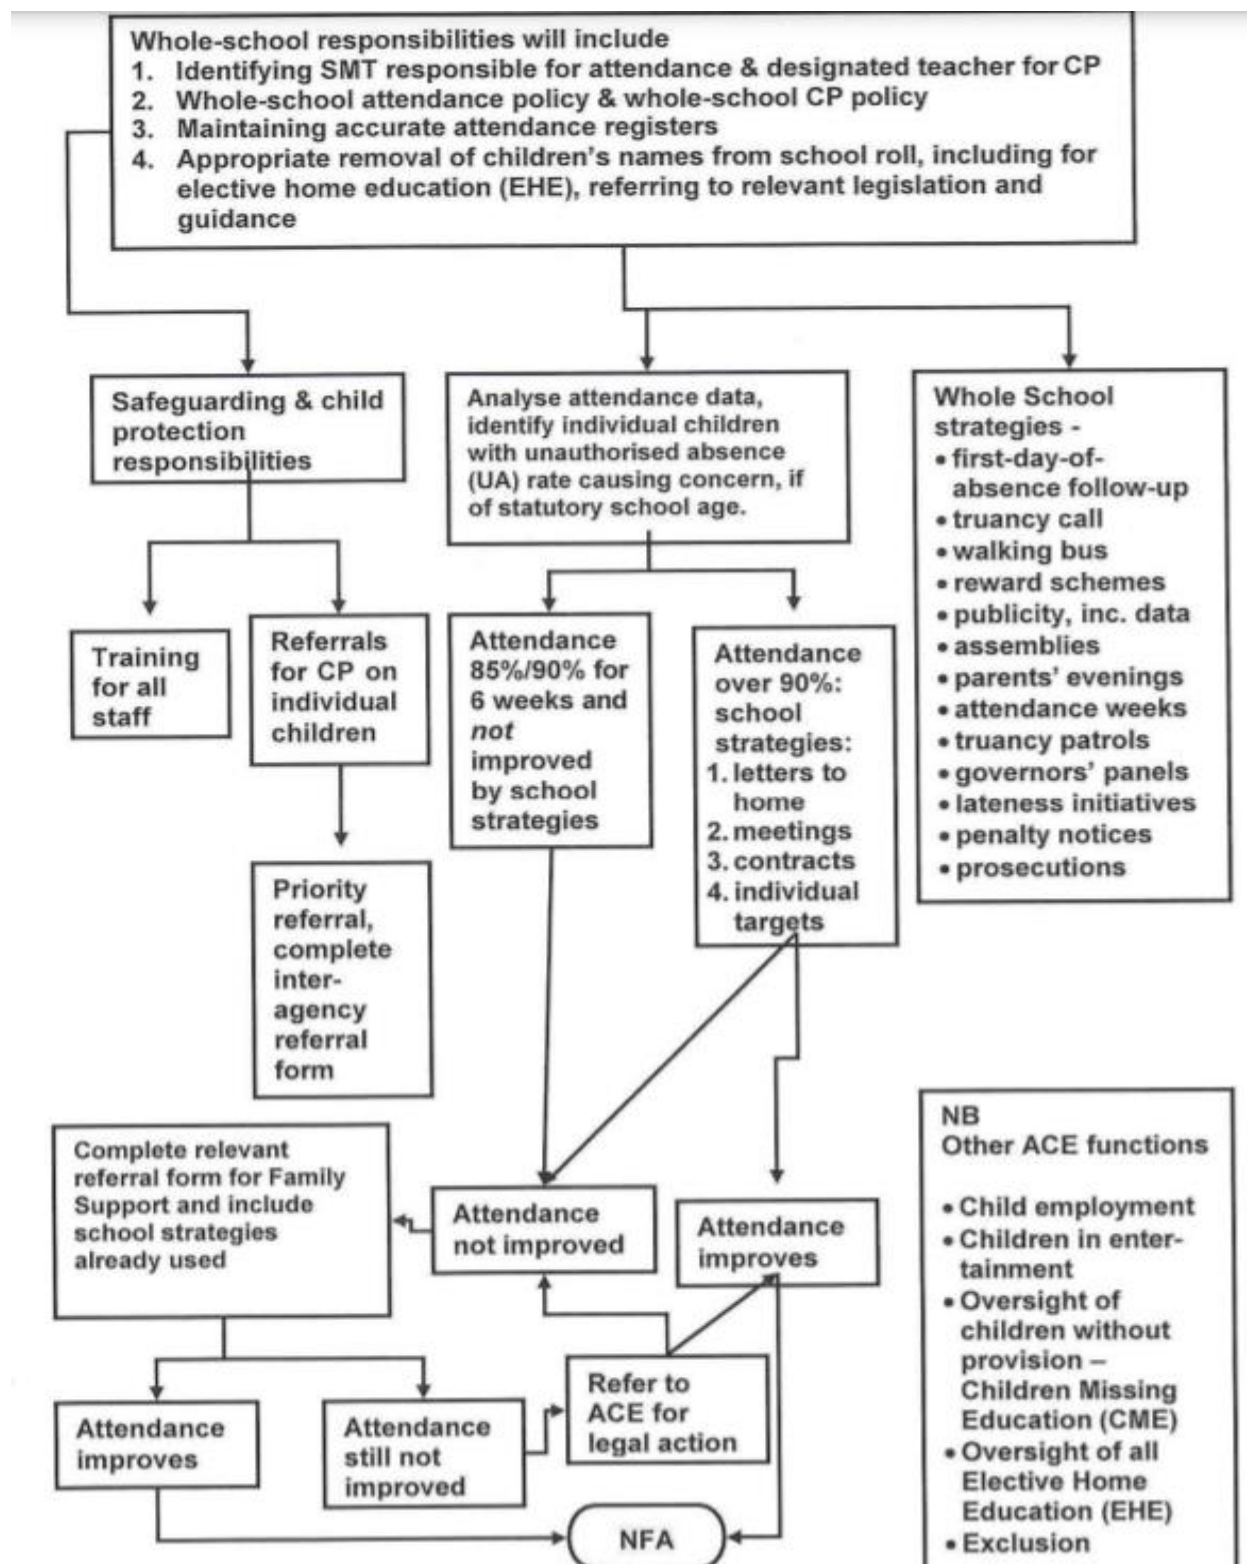 Whole-school responsibilities will include
1. Identifying SMT responsible for attendance & designated teacher for CP
2. Whole-school attendance policy & whole-school CP policy
3. Maintaining accurate attendance registers
4. Appropriate removal of children's names from school roll, including for
elective home education (EHE), referring to relevant legislation and
guidance
Safeguarding & child
protection
responsibilities
Analyse attendance data,
identify individual children
with unauthorised absence
(UA) rate causing concern, if
of statutory school age.
Whole School
strategies -
• first-day-of-
absence follow-up
• truancy call
• walking bus
• reward schemes
• publicity, inc. data
• assemblies
• parents' evenings
• attendance weeks
• truancy patrols
• governors' panels
• lateness initiatives
• penalty notices
• prosecutions
Training
for all
staff
Referrals
for CP on
individual
children
Attendance
85%/90% for
6 weeks and
not
improved
by school
strategies
Attendance
over 90%:
school
strategies:
1. letters to
home
2. meetings
3. contracts
4. individual
targets
Priority
referral,
complete
inter-
agency
referral
form
Complete relevant
referral form for Family
Support and include
school strategies
already used
Attendance
not improved
Attendance
improves
NB
Other ACE functions
• Child employment
• Children in enter-
tainment
• Oversight of
children without
provision –
Children Missing
Education (CME)
• Oversight of all
Elective Home
Education (EHE)
• Exclusion
Attendance
improves
Attendance
still not
improved
Refer to
ACE for
legal action
NFA